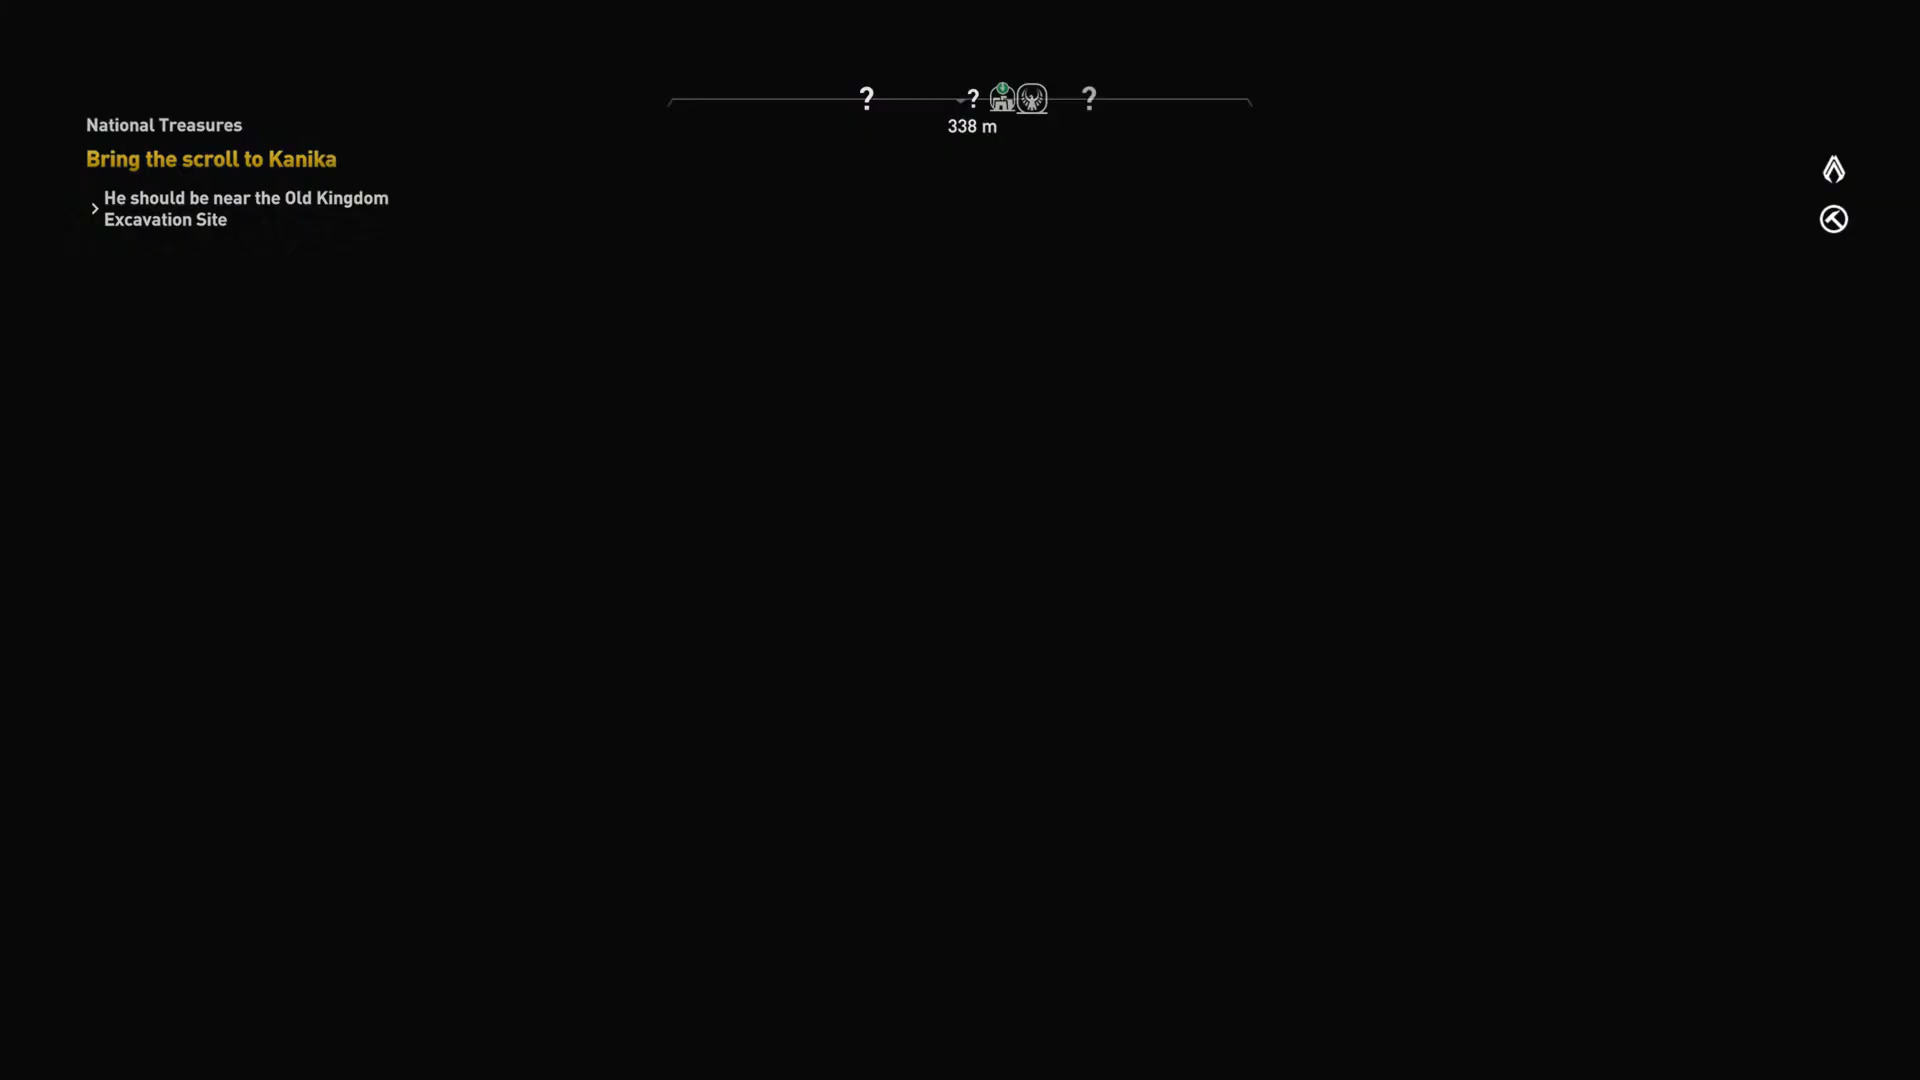 ? ? ?
338 m
National Treasures
Bring the scroll to Kanika
He should be near the Old Kingdom
Excavation Site